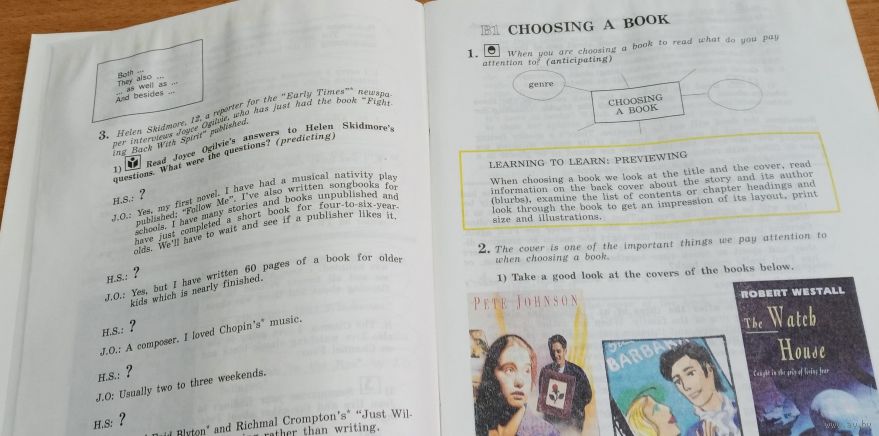 Both ...
They also ...
... as well as ...
And besides ...
3. Helen Skidmore, 12, a reporter for the "Early Times"* newspa-
per interviews Joyce Ogilvie, who has just had the book "Fight-
ing Back With Spirit" published.
1) Read Joyce Ogilvie's answers to Helen Skidmore's
questions. What were the questions? (predicting)
H.S.: ?
J.O.: Yes, my first novel. I have had a musical nativity play
published: "Follow Me". I've also written songbooks for
schools. I have many stories and books unpublished and
have just completed a short book for four-to-six-year-
olds. We'll have to wait and see if a publisher likes it.
H.S.: ?
J.O.: Yes, but I have written 60 pages of a book for older
kids which is nearly finished.
H.S.: ?
J.O.: A composer. I loved Chopin's* music.
H.S.: ?
J.O: Usually two to three weekends.
H.S: ?
Blyton* and Richmal Crompton's* "Just Wil-
rather than writing.
B1 CHOOSING A BOOK
1. When you are choosing a book to read what do you pay
attention to? (anticipating)
genre
CHOOSING
A BOOK
LEARNING TO LEARN: PREVIEWING
When choosing a book we look at the title and the cover, read
information on the back cover about the story and its author
(blurbs), examine the list of contents or chapter headings and
look through the book to get an impression of its layout, print
size and illustrations.
2. The cover is one of the important things we pay attention to
when choosing a book.
1) Take a good look at the covers of the books below.
PETE JOHNSON
BARBARA
ROBERT WESTALL
The Watch
House
Caught in the grip of living fear